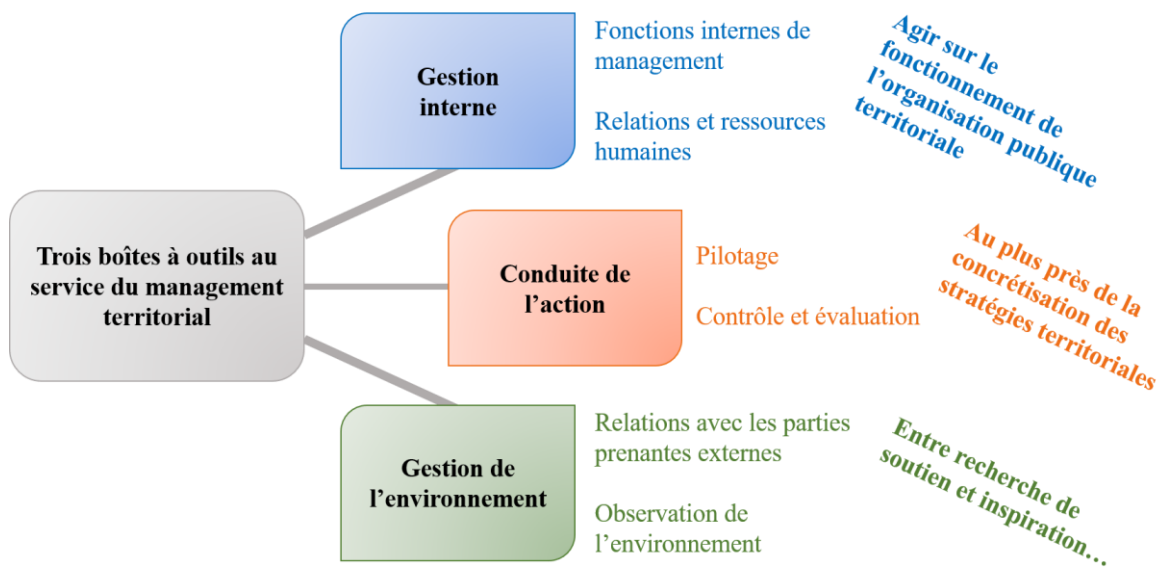 Trois boîtes à outils au
service du management
territorial
Gestion
interne
Fonctions internes de
management
Relations et ressources
humaines
Agir sur le
fonctionnement de
l’organisation publique
territoriale
Conduite de
l’action
Pilotage
Contrôle et évaluation
Au plus près de la
concrétisation des
stratégies territoriales
Gestion de
l’environnement
Relations avec les parties
prenantes externes
Observation de
l’environnement
Entre recherche de
soutien et inspiration…